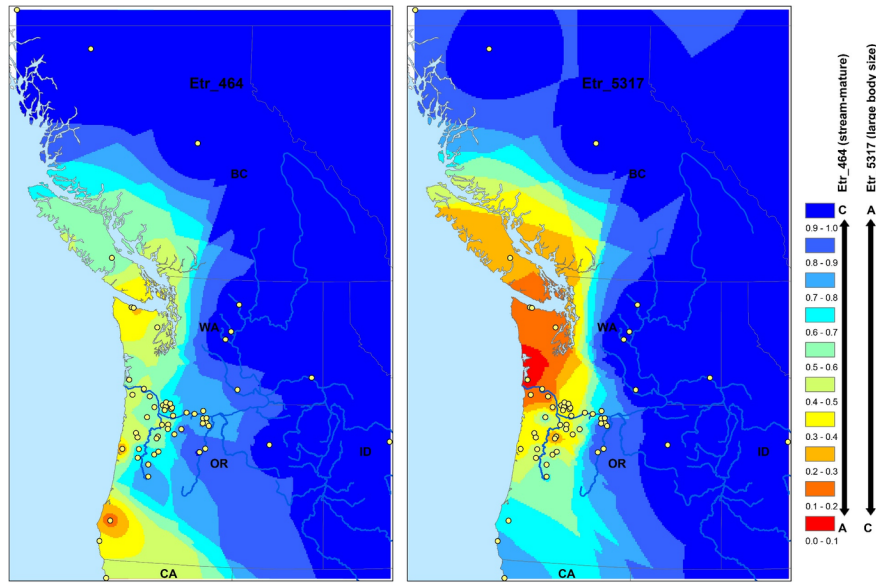 Etr_464
BC
WA
OR
ID
CA
Etr_5317
BC
WA
OR
ID
CA
Etr_464 (stream-mature)
Etr 5317 (large body size)
C A
0.9 - 1.0
0.8 - 0.9
0.7 - 0.8
0.6 - 0.7
0.5 - 0.6
0.4 - 0.5
0.3 - 0.4
0.2 - 0.3
0.1 - 0.2
0.0 - 0.1
A C